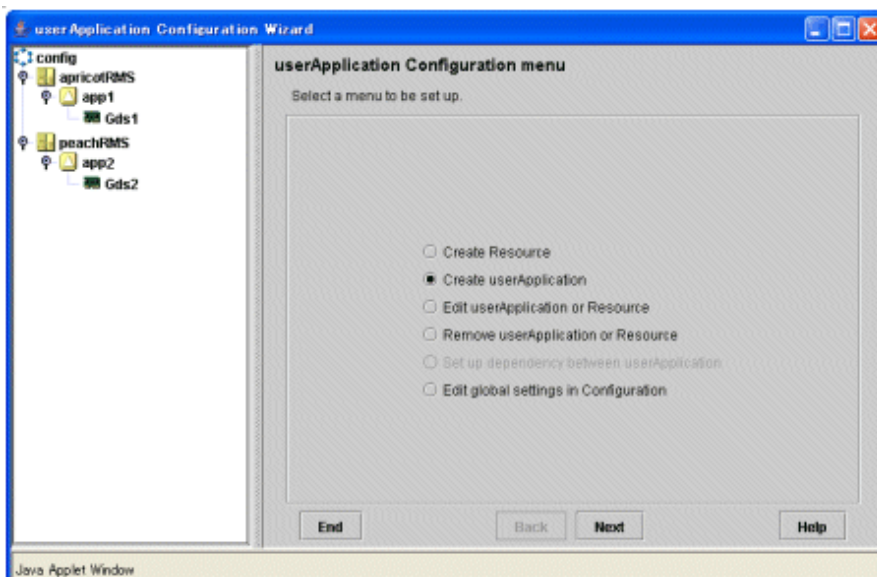 userApplication Configuration Wizard
config
apricotRMS
app1
Gds1
peachRMS
app2
Gds2
userApplication Configuration menu
Select a menu to be set up.
Create Resource
Create userApplication
Edit userApplication or Resource
Remove userApplication or Resource
Set up dependency between userApplication
Edit global settings in Configuration
End Back Next Help
Java Applet Window